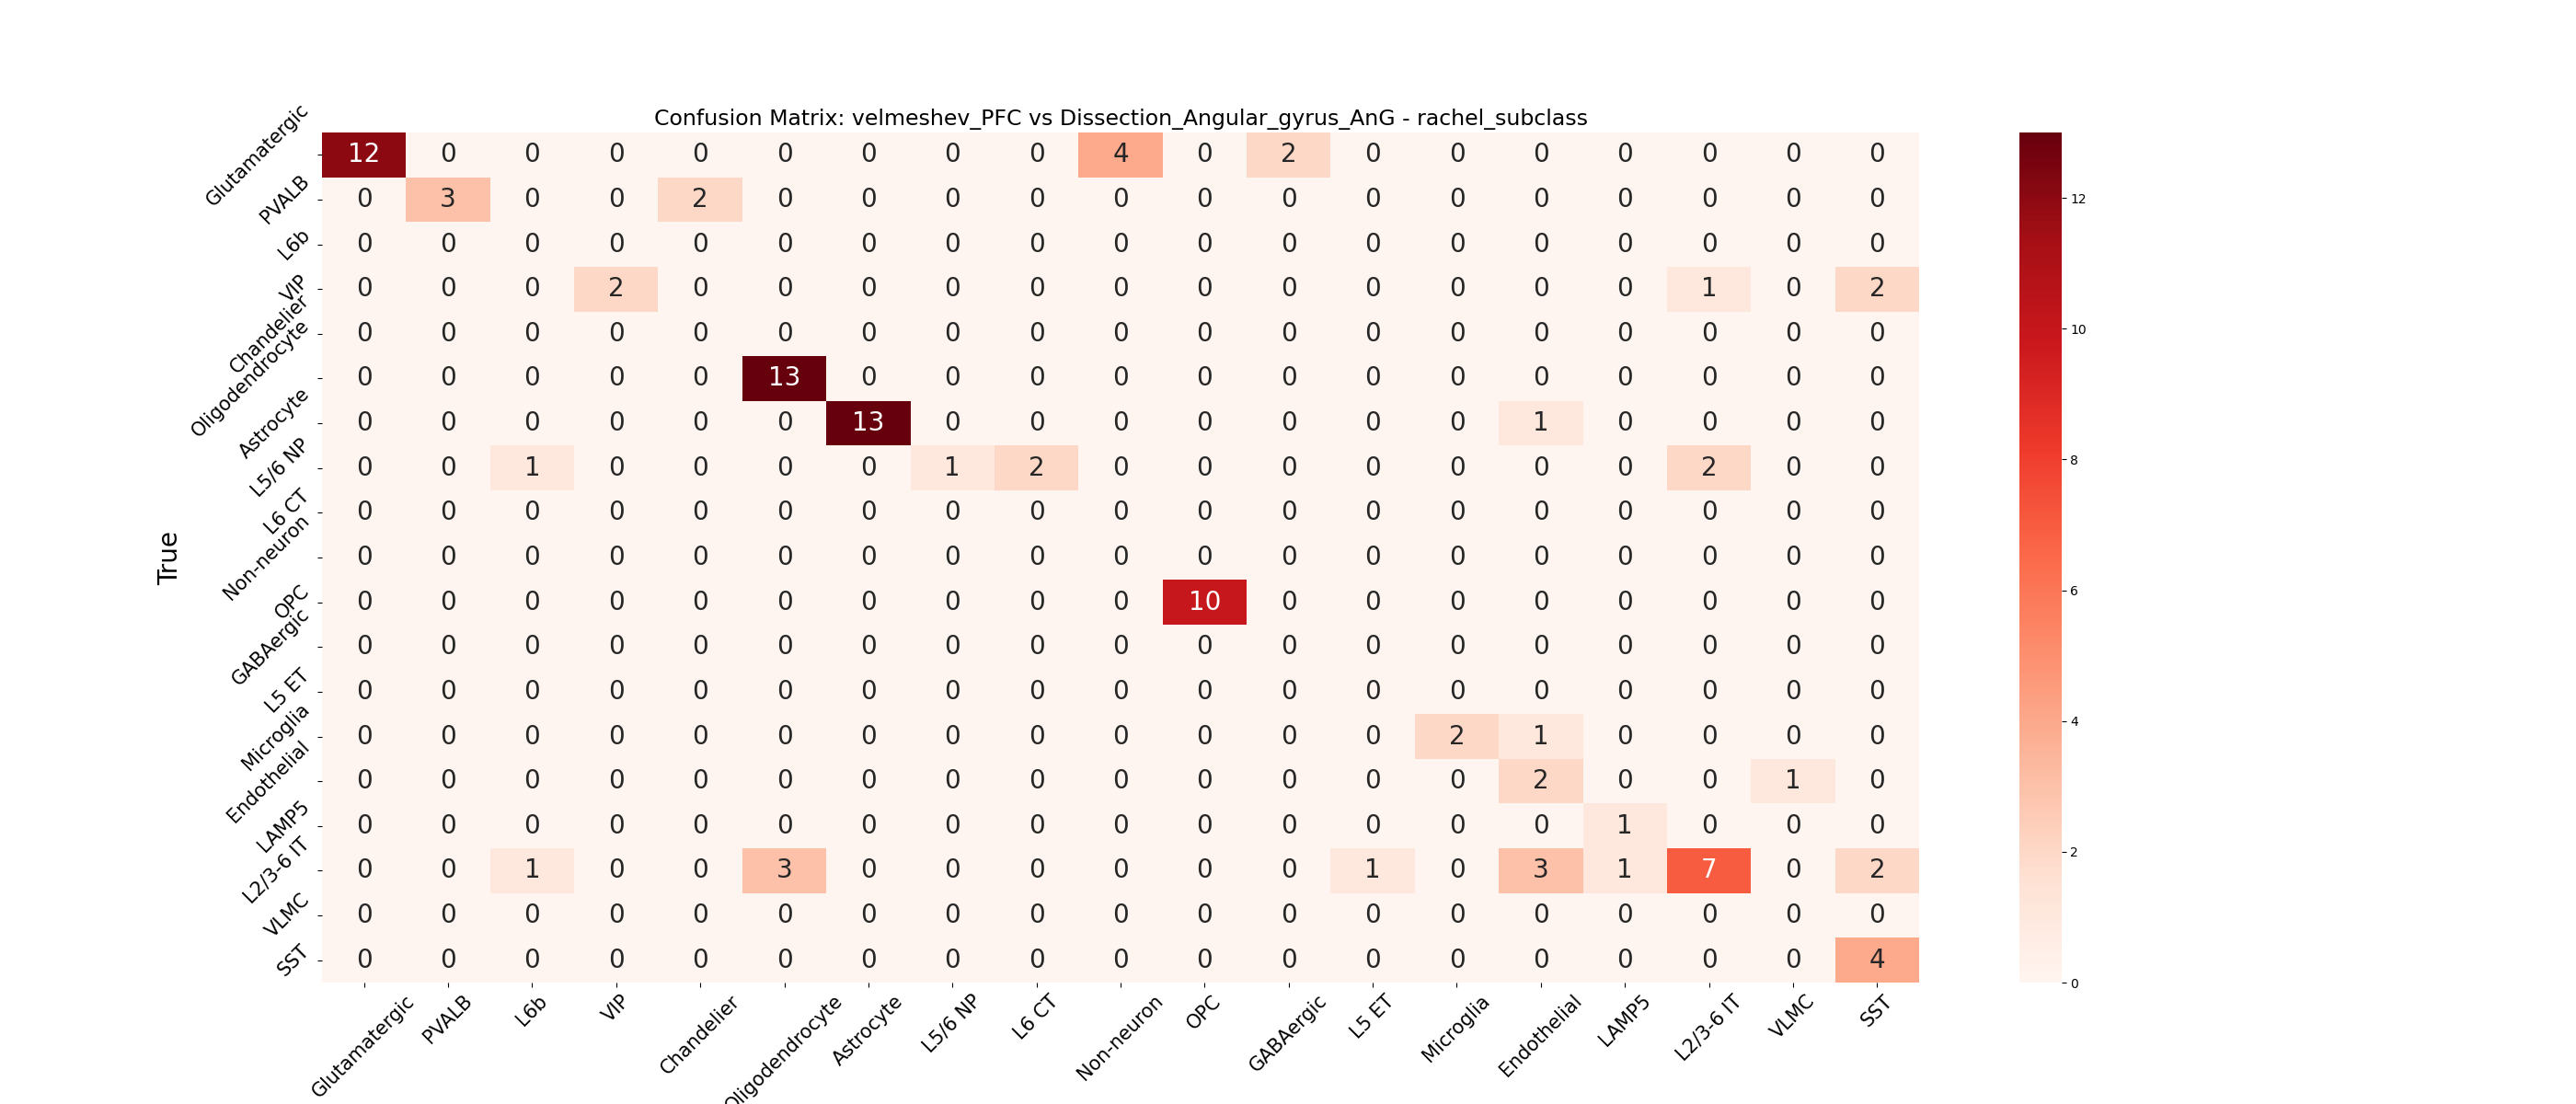 Confusion Matrix: velmeshev_PFC vs Dissection_Angular_gyrus_AnG - rachel_subclass
True
Glutamatergic 12 0 0 0 0 0 0 0 0 4 0 2 0 0 0 0 0 0 0
PVALB 0 3 0 0 2 0 0 0 0 0 0 0 0 0 0 0 0 0 0
L6b 0 0 0 0 0 0 0 0 0 0 0 0 0 0 0 0 0 0 0
VIP 0 0 0 2 0 0 0 0 0 0 0 0 0 0 0 0 1 0 2
Chandelier 0 0 0 0 0 0 0 0 0 0 0 0 0 0 0 0 0 0 0
Oligodendrocyte 0 0 0 0 0 13 0 0 0 0 0 0 0 0 0 0 0 0 0
Astrocyte 0 0 0 0 0 0 13 0 0 0 0 0 0 0 1 0 0 0 0
L5/6 NP 0 0 1 0 0 0 0 1 2 0 0 0 0 0 0 0 2 0 0
L6 CT 0 0 0 0 0 0 0 0 0 0 0 0 0 0 0 0 0 0 0
Non-neuron 0 0 0 0 0 0 0 0 0 0 0 0 0 0 0 0 0 0 0
OPC 0 0 0 0 0 0 0 0 0 0 10 0 0 0 0 0 0 0 0
GABAergic 0 0 0 0 0 0 0 0 0 0 0 0 0 0 0 0 0 0 0
L5 ET 0 0 0 0 0 0 0 0 0 0 0 0 0 0 0 0 0 0 0
Microglia 0 0 0 0 0 0 0 0 0 0 0 0 0 2 1 0 0 0 0
Endothelial 0 0 0 0 0 0 0 0 0 0 0 0 0 0 2 0 0 1 0
LAMP5 0 0 0 0 0 0 0 0 0 0 0 0 0 0 0 1 0 0 0
L2/3-6 IT 0 0 1 0 0 3 0 0 0 0 0 0 1 0 3 1 7 0 2
VLMC 0 0 0 0 0 0 0 0 0 0 0 0 0 0 0 0 0 0 0
SST 0 0 0 0 0 0 0 0 0 0 0 0 0 0 0 0 0 0 4
Glutamatergic PVALB L6b VIP Chandelier Oligodendrocyte Astrocyte L5/6 NP L6 CT Non-neuron OPC GABAergic L5 ET Microglia Endothelial LAMP5 L2/3-6 IT VLMC SST
12
10
8
6
4
2
0